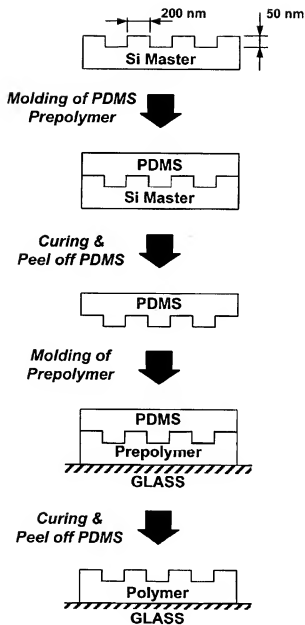 200 nm 50 nm
Si Master
Molding of PDMS
Prepolymer
PDMS
Si Master
Curing &
Peel off PDMS
PDMS
Molding of
Prepolymer
PDMS
Prepolymer
GLASS
Curing &
Peel off PDMS
Polymer
GLASS